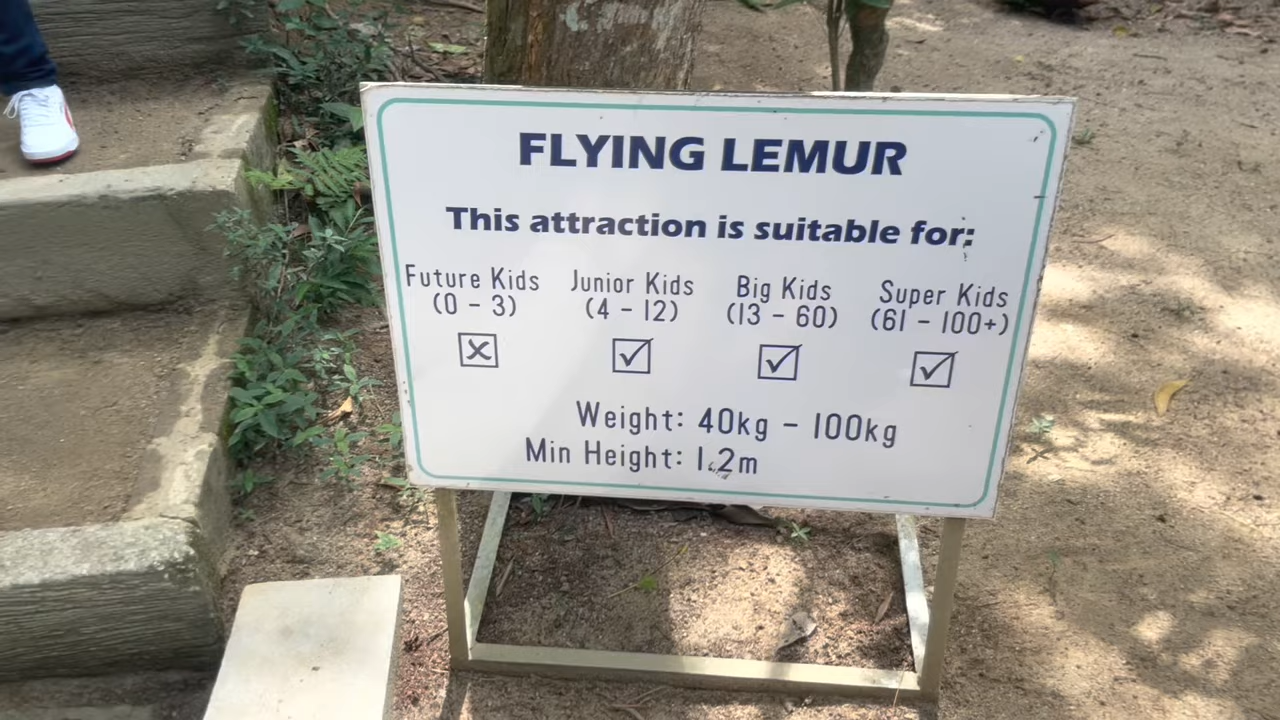 FLYING LEMUR
This attraction is suitable for:
Future Kids Junior Kids Big Kids Super Kids
(0 - 3) (4 - 12) (13 - 60) (61 - 100+)
Weight: 40kg - 100kg
Min Height: 1.2m